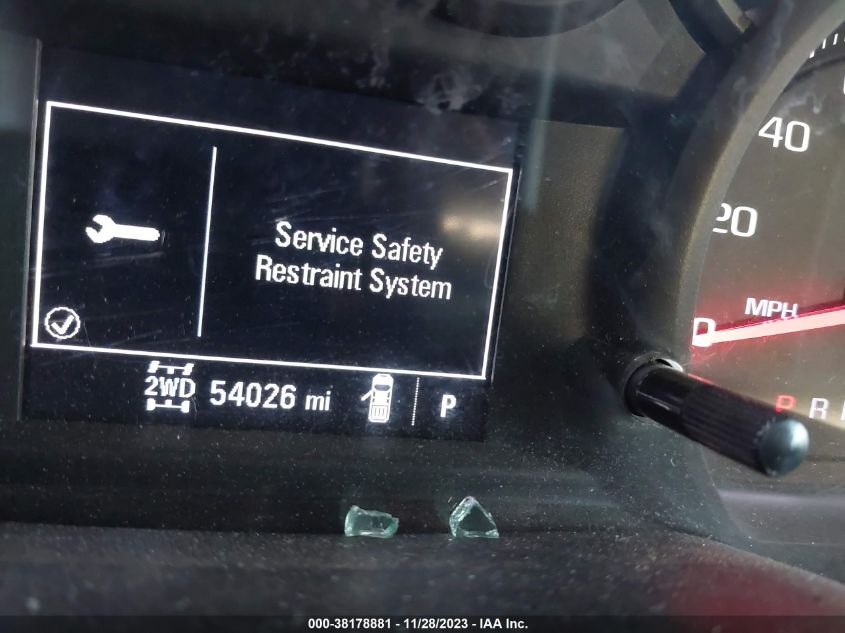 40
20
Service Safety
Restraint System
MPH
0
2WD 54026 mi P
P R
000-38178881 - 11/28/2023 - IAA Inc.